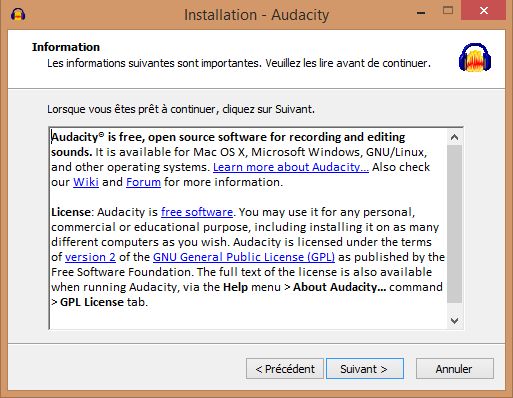 Installation - Audacity
Information
Les informations suivantes sont importantes. Veuillez les lire avant de continuer.
Lorsque vous êtes prêt à continuer, cliquez sur Suivant.
Audacity® is free, open source software for recording and editing
sounds. It is available for Mac OS X, Microsoft Windows, GNU/Linux,
and other operating systems. Learn more about Audacity... Also check
our Wiki and Forum for more information.
License: Audacity is free software. You may use it for any personal,
commercial or educational purpose, including installing it on as many
different computers as you wish. Audacity is licensed under the terms
of version 2 of the GNU General Public License (GPL) as published by the
Free Software Foundation. The full text of the license is also available
when running Audacity, via the Help menu > About Audacity... command
> GPL License tab.
< Précédent Suivant > Annuler